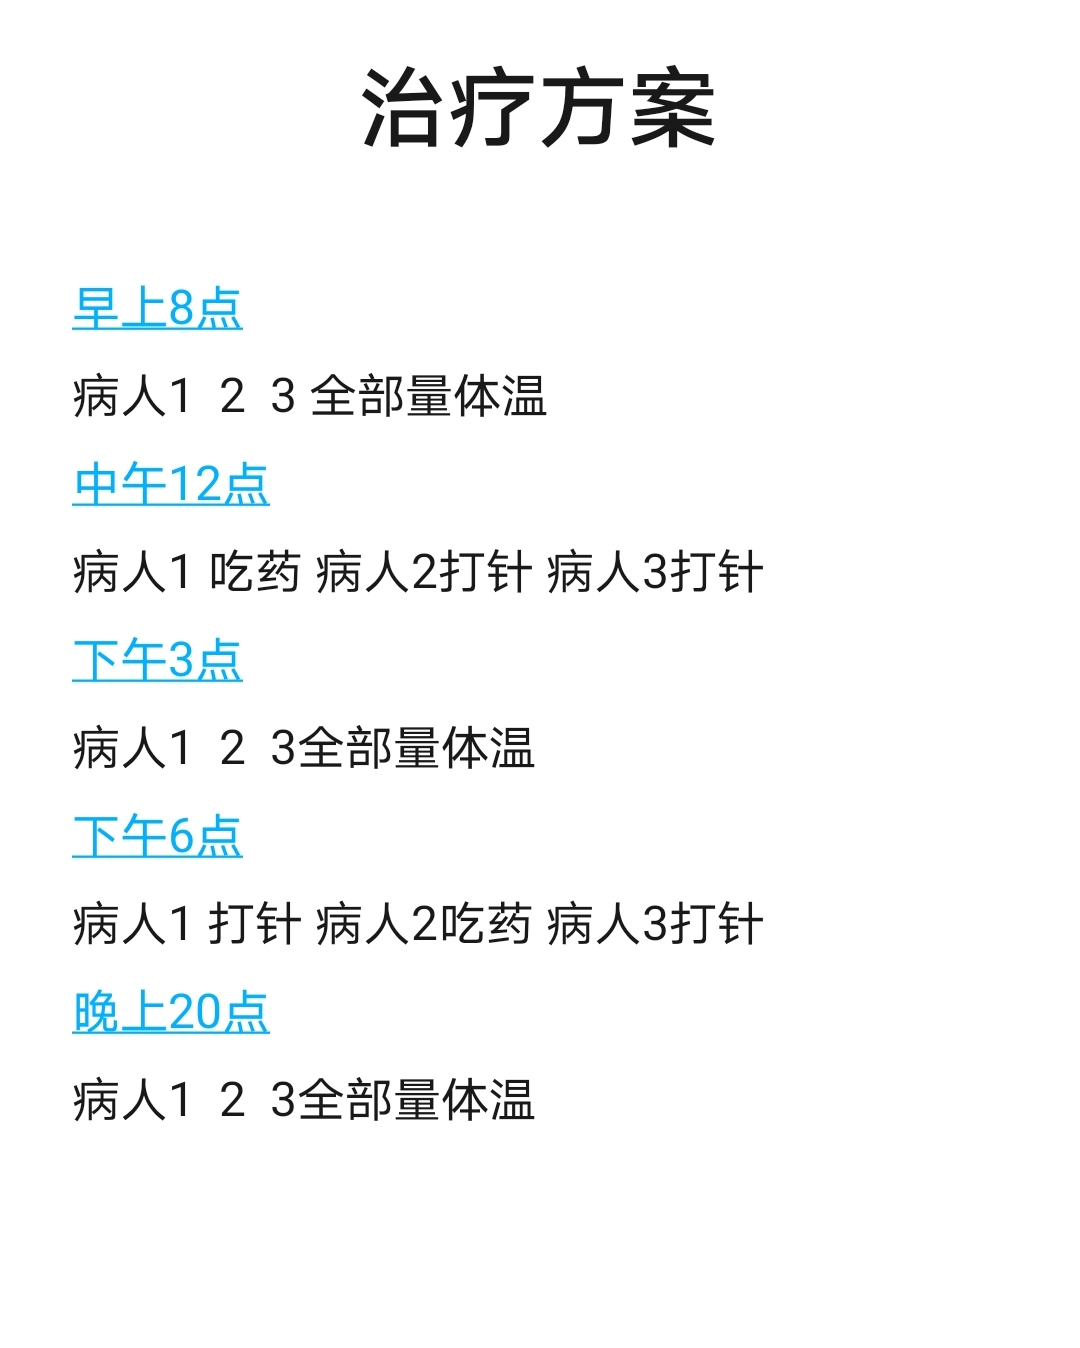 治疗方案
早上8点
病人1  2  3 全部量体温
中午12点
病人1 吃药 病人2打针 病人3打针
下午3点
病人1  2  3全部量体温
下午6点
病人1 打针 病人2吃药 病人3打针
晚上20点
病人1  2  3全部量体温